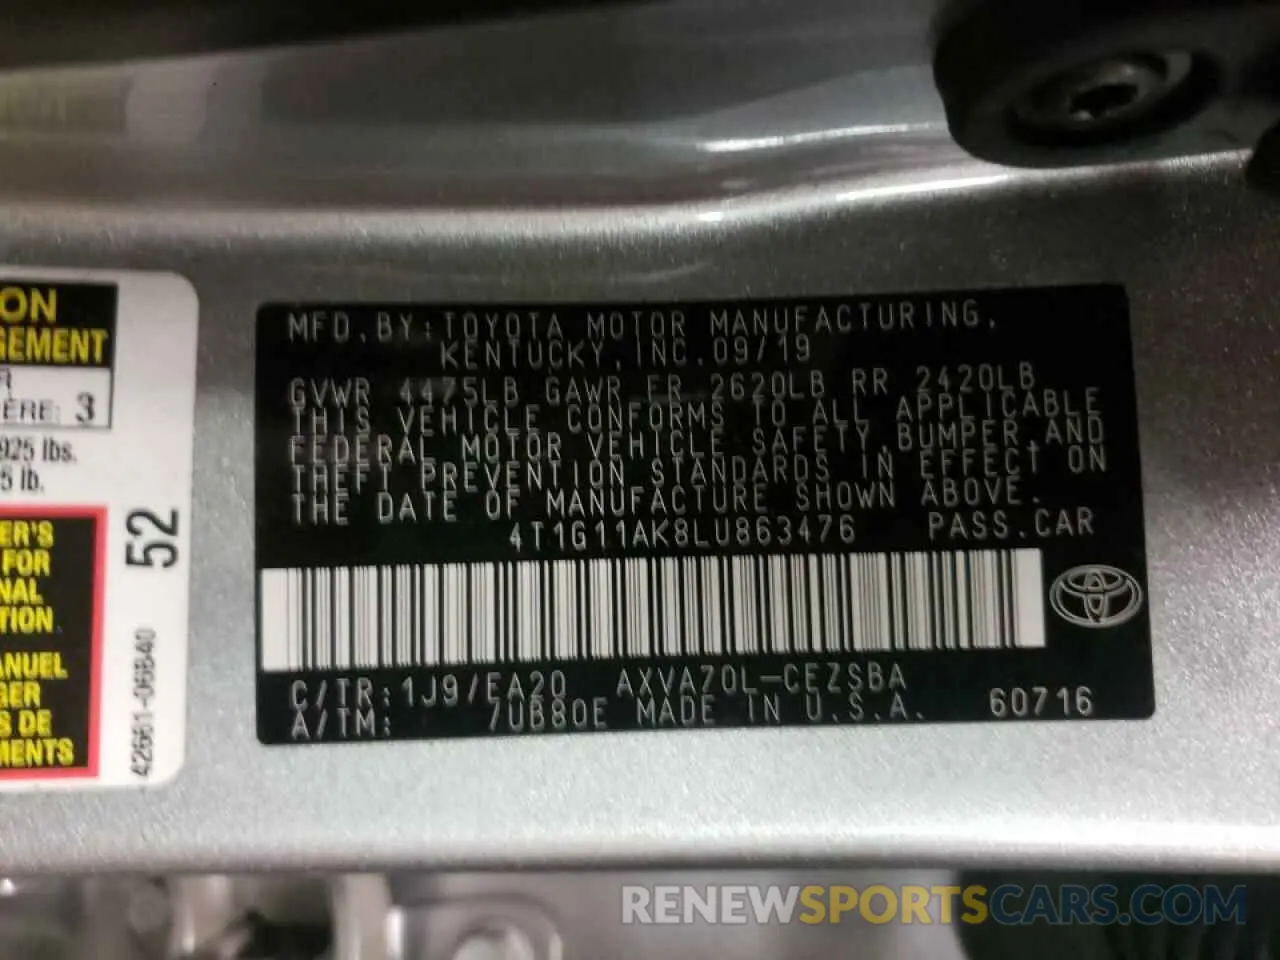 ON
GEMENT
R
ÈRE: 3
925 lbs.
5 lb.
ER'S
FOR
NAL
TION
ANUEL
GER
S DE
MENTS
52
42661-06B40
MFD. BY: TOYOTA MOTOR MANUFACTURING,
KENTUCKY, INC. 09/19
GVWR 4475LB GAWR FR 2620LB RR 2420LB
THIS VEHICLE CONFORMS TO ALL APPLICABLE
FEDERAL MOTOR VEHICLE SAFETY, BUMPER, AND
THEFT PREVENTION STANDARDS IN EFFECT ON
THE DATE OF MANUFACTURE SHOWN ABOVE.
4T1G11AK8LU863476 PASS. CAR
C/TR: 1J9/EA20 AXVA70L-CEZSBA
A/TM: 7UB80E MADE IN U.S.A. 60716
RENEWSPORTSCARS.COM